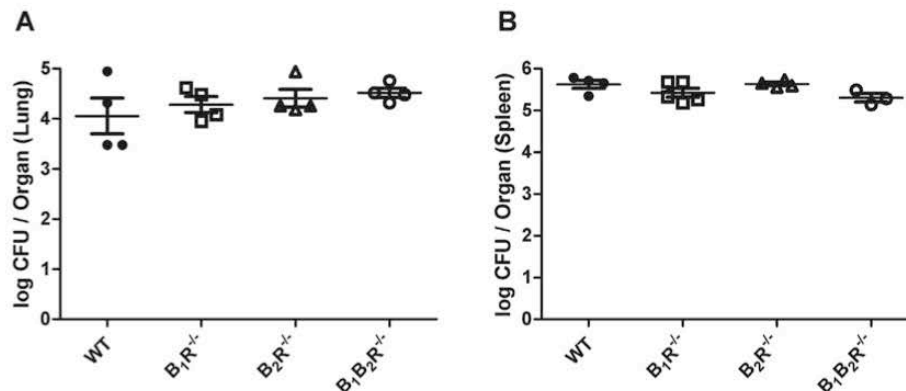 A
log CFU / Organ (Lung)
5
4
3
2
1
0
WT
B₁R⁻/⁻
B₂R⁻/⁻
B₁B₂R⁻/⁻
B
log CFU / Organ (Spleen)
6
5
4
3
2
1
0
WT
B₁R⁻/⁻
B₂R⁻/⁻
B₁B₂R⁻/⁻